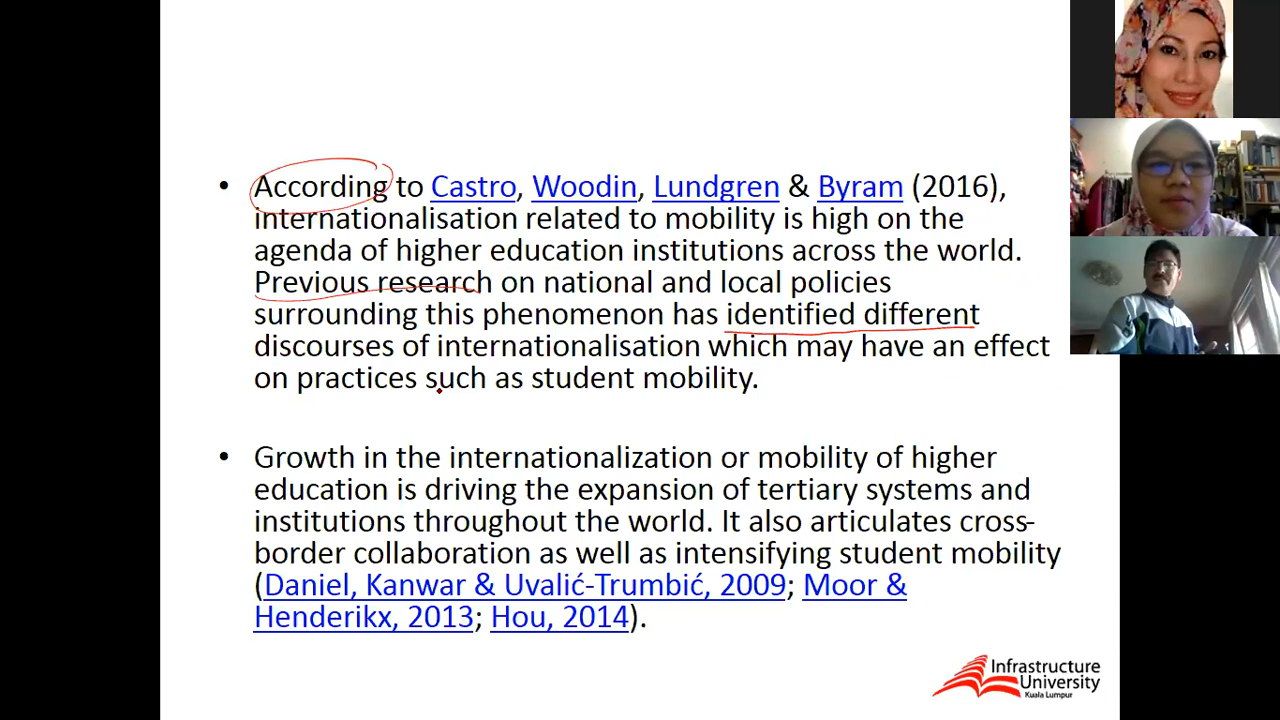 • According to Castro, Woodin, Lundgren & Byram (2016),
internationalisation related to mobility is high on the
agenda of higher education institutions across the world.
Previous research on national and local policies
surrounding this phenomenon has identified different
discourses of internationalisation which may have an effect
on practices such as student mobility.
• Growth in the internationalization or mobility of higher
education is driving the expansion of tertiary systems and
institutions throughout the world. It also articulates cross-
border collaboration as well as intensifying student mobility
(Daniel, Kanwar & Uvalić-Trumbić, 2009; Moor &
Henderikx, 2013; Hou, 2014).
Infrastructure
University
Kuala Lumpur